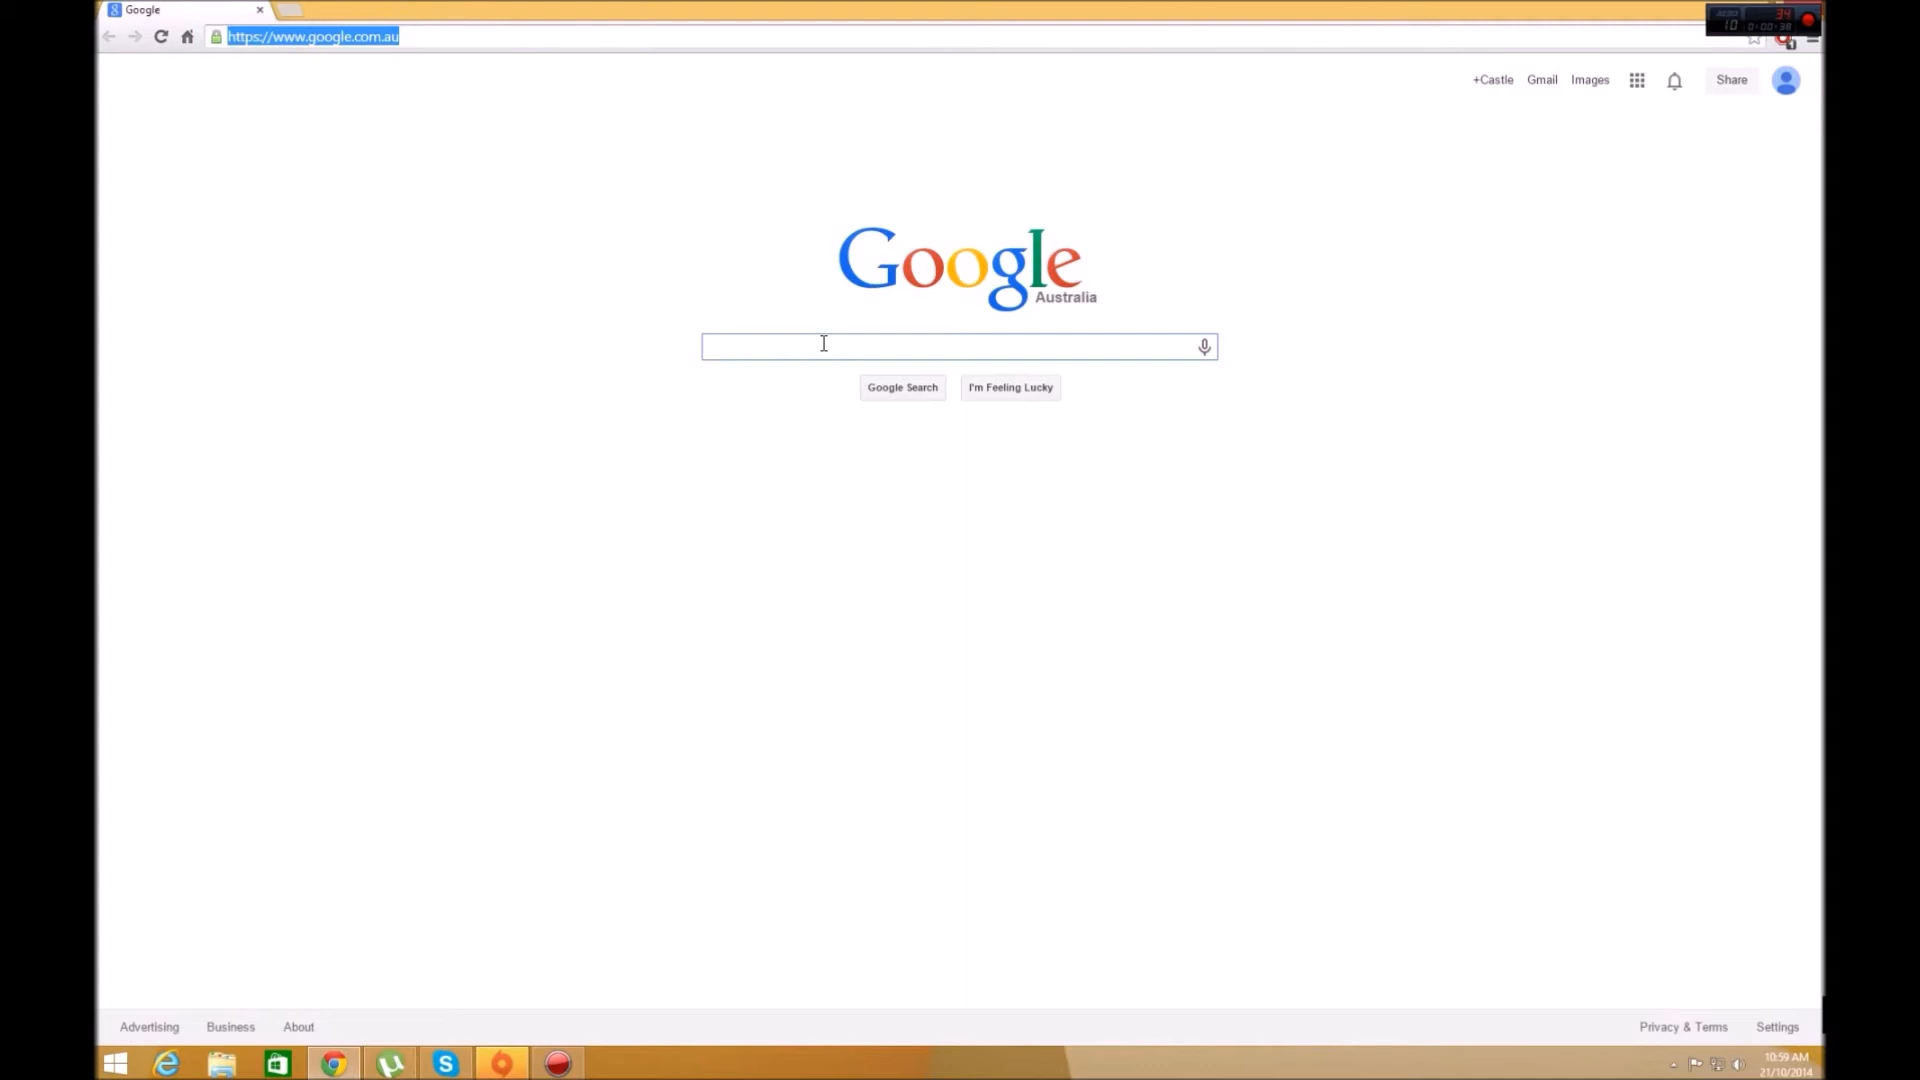 Google
https://www.google.com.au
+Castle Gmail Images Share
Google
Australia
Google Search I'm Feeling Lucky
Advertising Business About Privacy & Terms Settings
10:59 AM
21/10/2014